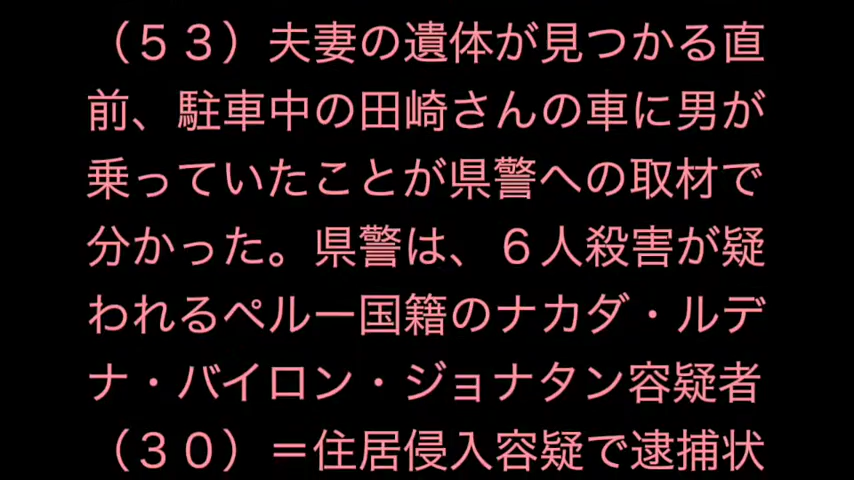 （５３）夫妻の遺体が見つかる直
前、駐車中の田崎さんの車に男が
乗っていたことが県警への取材で
分かった。県警は、６人殺害が疑
われるペルー国籍のナカダ・ルデ
ナ・バイロン・ジョナタン容疑者
（３０）＝住居侵入容疑で逮捕状